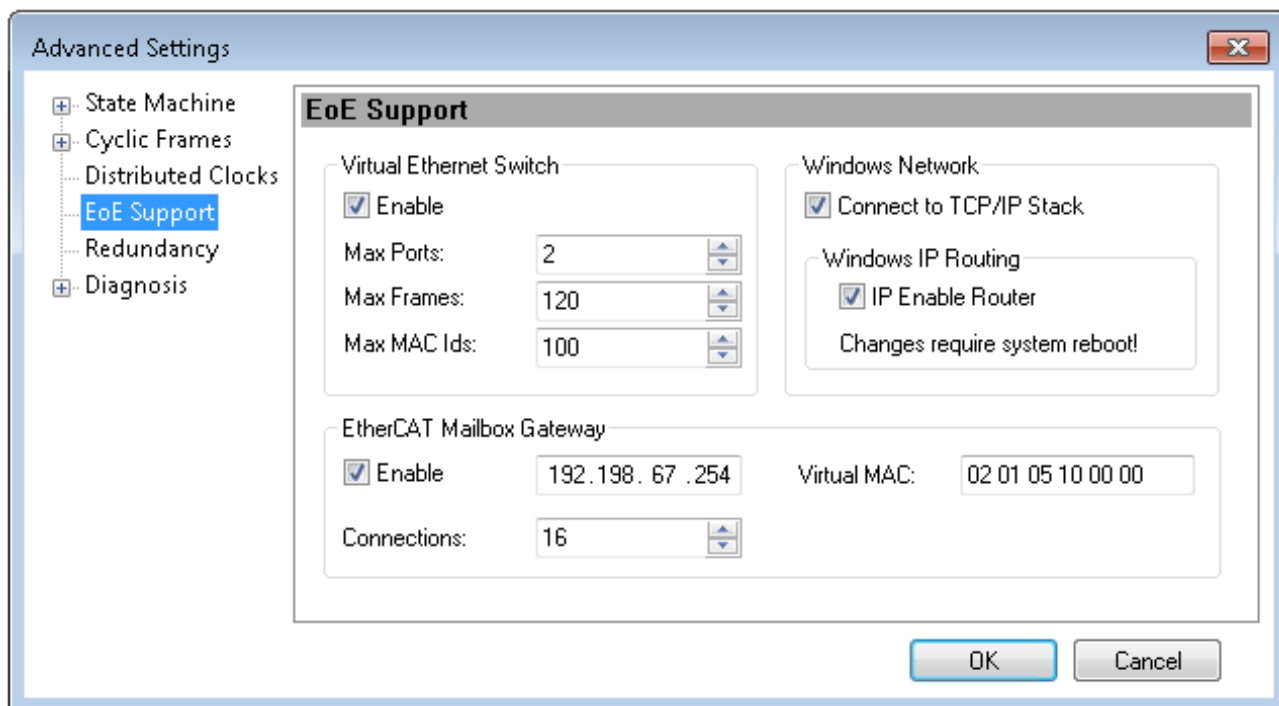 Advanced Settings
State Machine
Cyclic Frames
Distributed Clocks
EoE Support
Redundancy
Diagnosis
EoE Support
Virtual Ethernet Switch
Enable
Max Ports: 2
Max Frames: 120
Max MAC Ids: 100
Windows Network
Connect to TCP/IP Stack
Windows IP Routing
IP Enable Router
Changes require system reboot!
EtherCAT Mailbox Gateway
Enable 192.198. 67 .254 Virtual MAC: 02 01 05 10 00 00
Connections: 16
OK Cancel